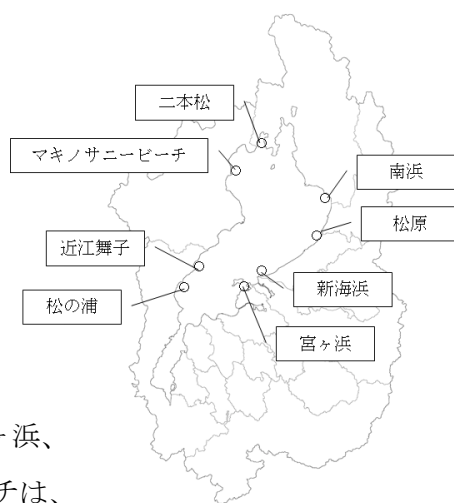 二本松
マキノサニービーチ
南浜
松原
近江舞子
新海浜
松の浦
宮ヶ浜
ヶ浜、
チは、